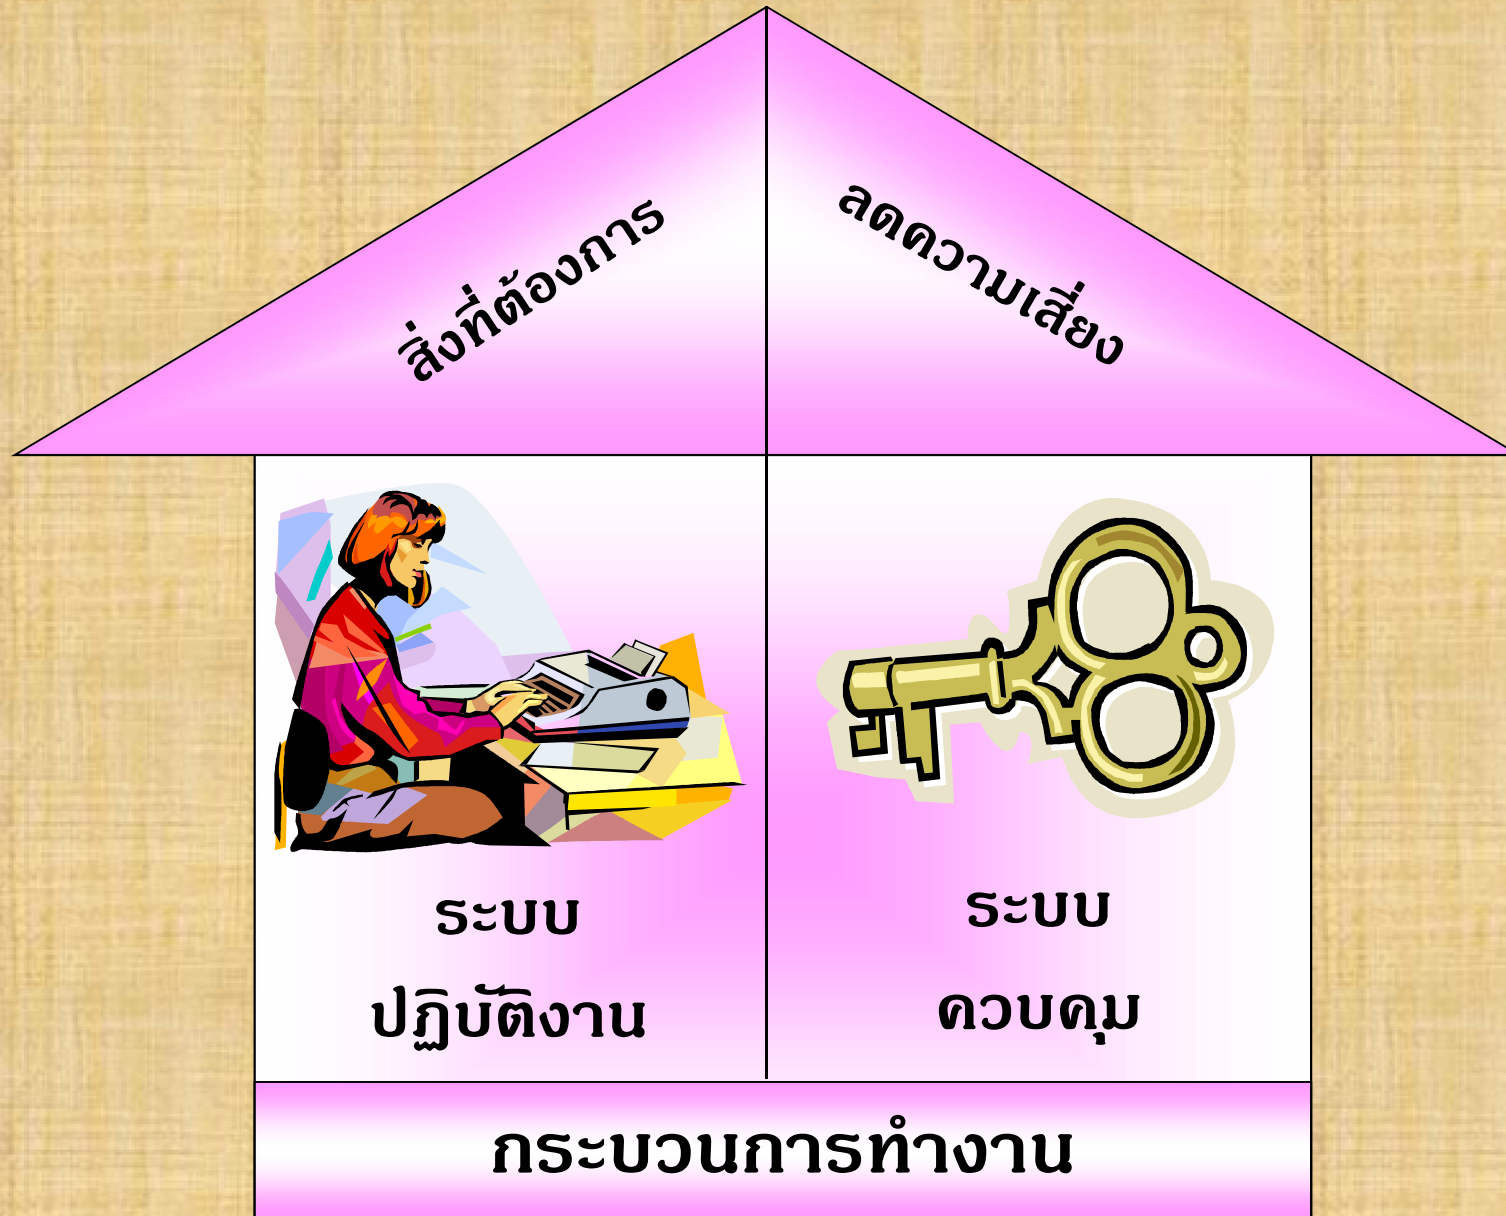 สิ่งที่ต้องการ
ลดความเสี่ยง
ระบบ
ปฏิบัติงาน
ระบบ
ควบคุม
กระบวนการทำงาน